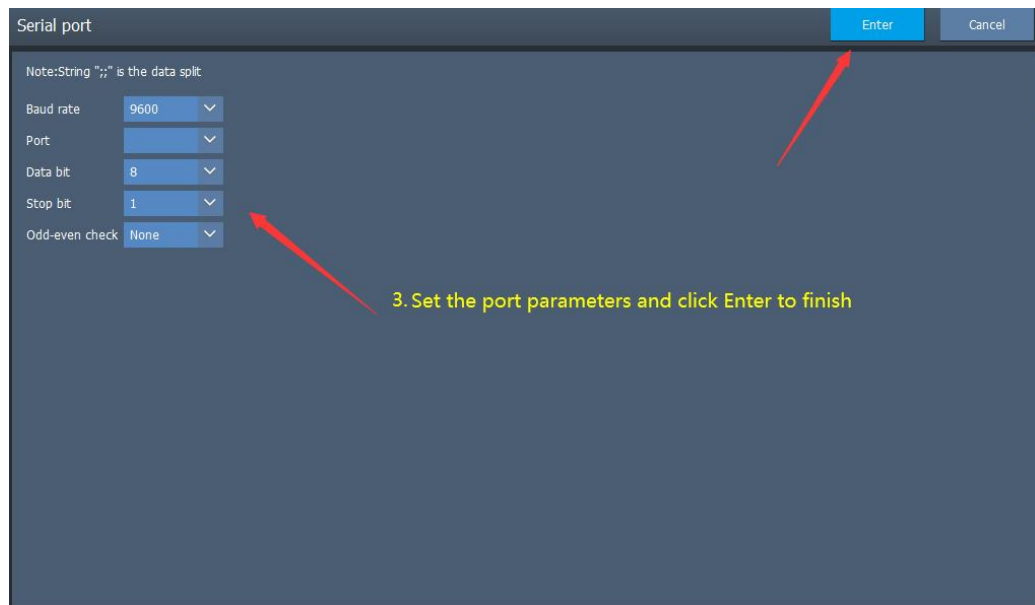 Serial port
Enter
Cancel
Note:String ";;" is the data split
Baud rate 9600
Port
Data bit 8
Stop bit 1
Odd-even check None
3. Set the port parameters and click Enter to finish